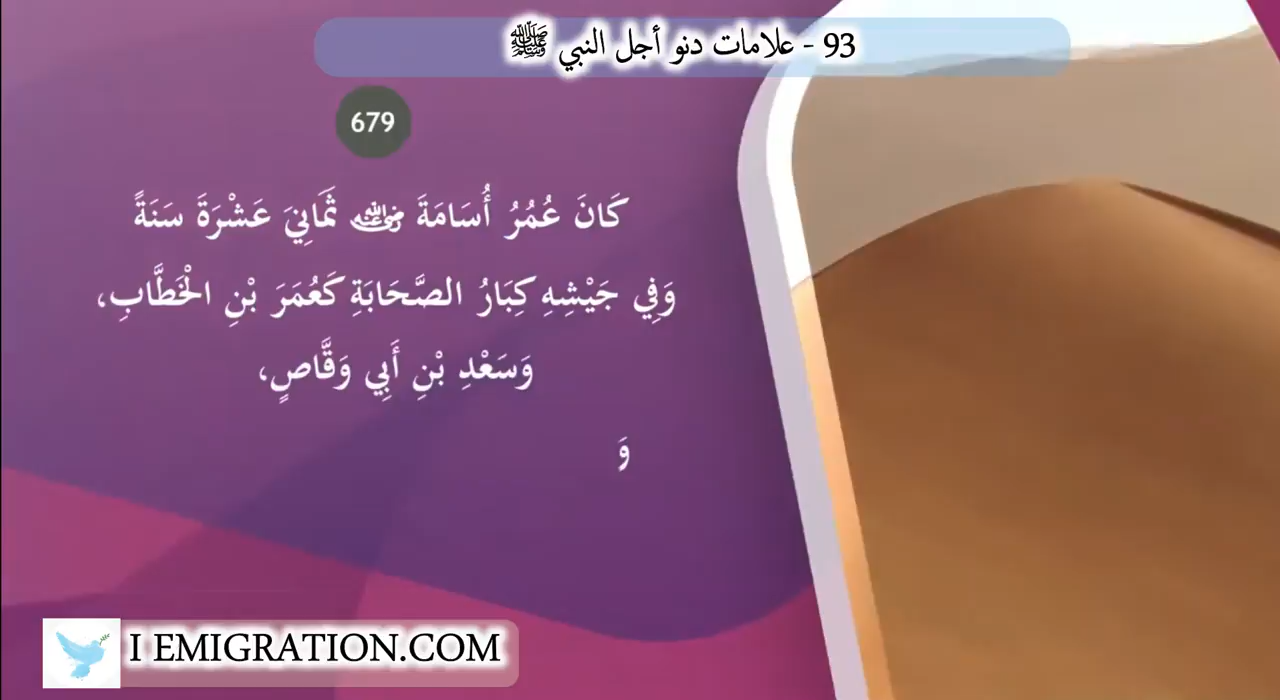 93 - علامات دنو أجل النبي ﷺ
679
كَانَ عُمُرُ أُسَامَةَ رضي الله عنه ثَمَانِيَ عَشْرَةَ سَنَةً
وَفِي جَيْشِهِ كِبَارُ الصَّحَابَةِ كَعُمَرَ بْنِ الْخَطَّابِ،
وَسَعْدِ بْنِ أَبِي وَقَّاصٍ،
وَ
I EMIGRATION.COM